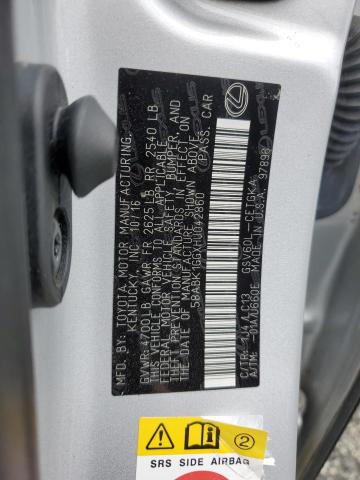 MFD. BY: TOYOTA MOTOR MANUFACTURING,
KENTUCKY, INC. 10/16
GVWR: 4700LB GAWR: FR 2625LB RR 2540 LB
THIS VEHICLE CONFORMS TO ALL APPLICABLE
FEDERAL MOTOR VEHICLE SAFETY, BUMPER, AND
THEFT PREVENTION STANDARDS IN EFFECT ON
THE DATE OF MANUFACTURE SHOWN ABOVE.
58ABK1GGXHU042860 (PASS. CAR)
C/TR: 1J4/LC13 GSV60L-CETGKA
A/TM: -01A/U660E MADE IN U.S.A. 97898
LEXUS
SRS SIDE AIRBAG
2